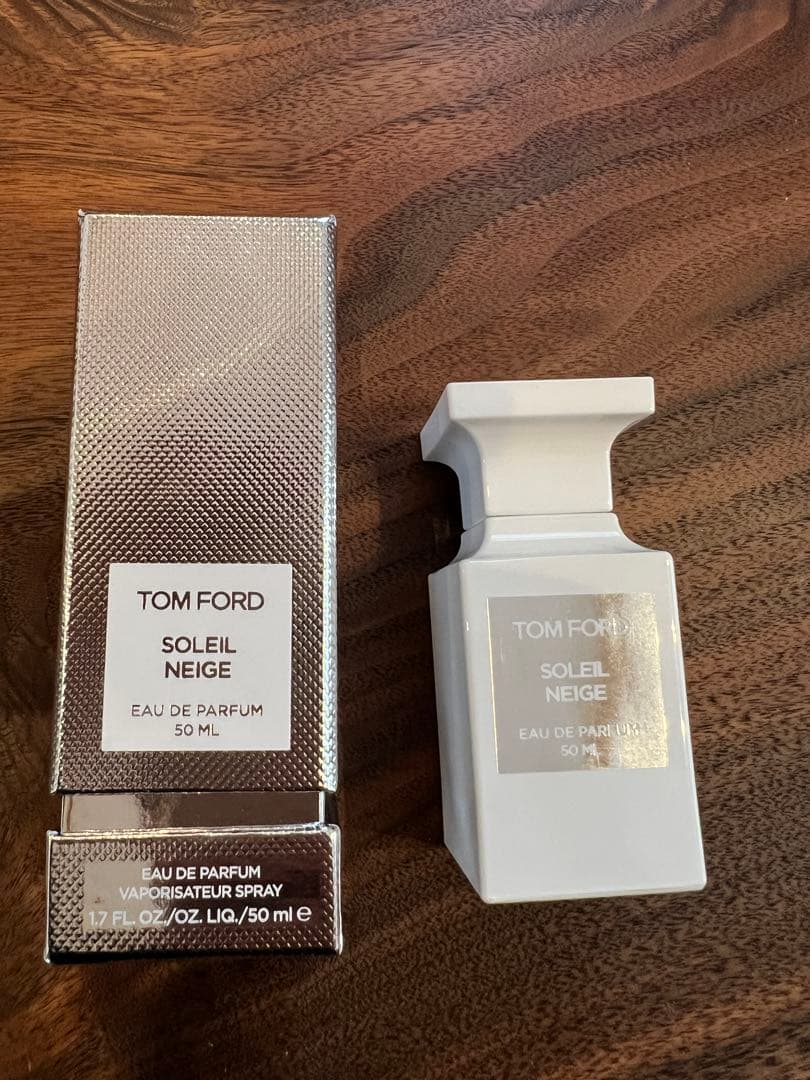 TOM FORD
SOLEIL
NEIGE
EAU DE PARFUM
50 ML
EAU DE PARFUM
VAPORISATEUR SPRAY
1.7 FL. OZ./OZ. LIQ./50 ml e
TOM FORD
SOLEIL
NEIGE
EAU DE PARFUM
50 ML